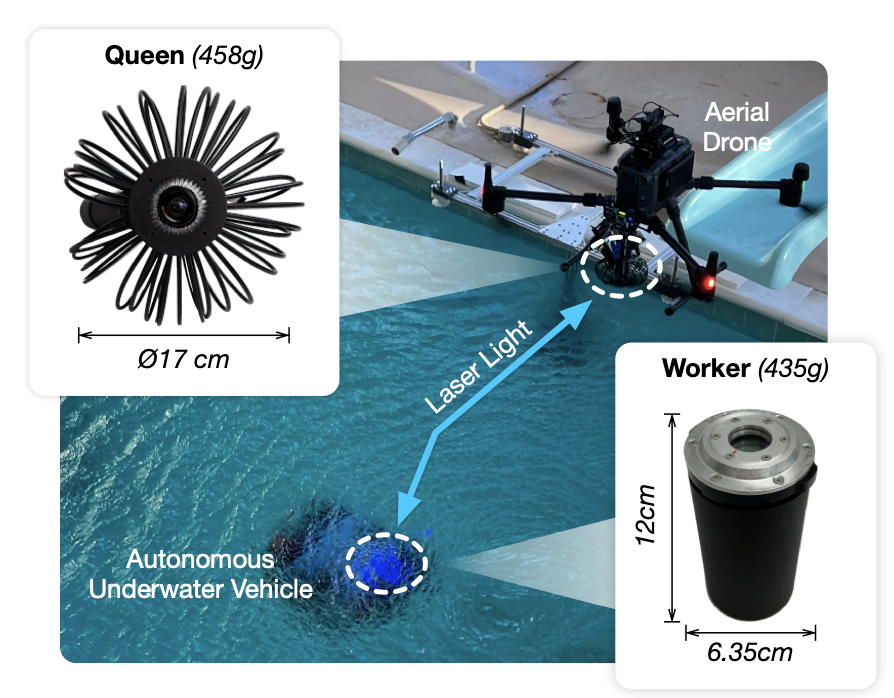 Queen (458g)
Ø17 cm
Aerial
Drone
Laser Light
Autonomous
Underwater Vehicle
Worker (435g)
12cm
6.35cm